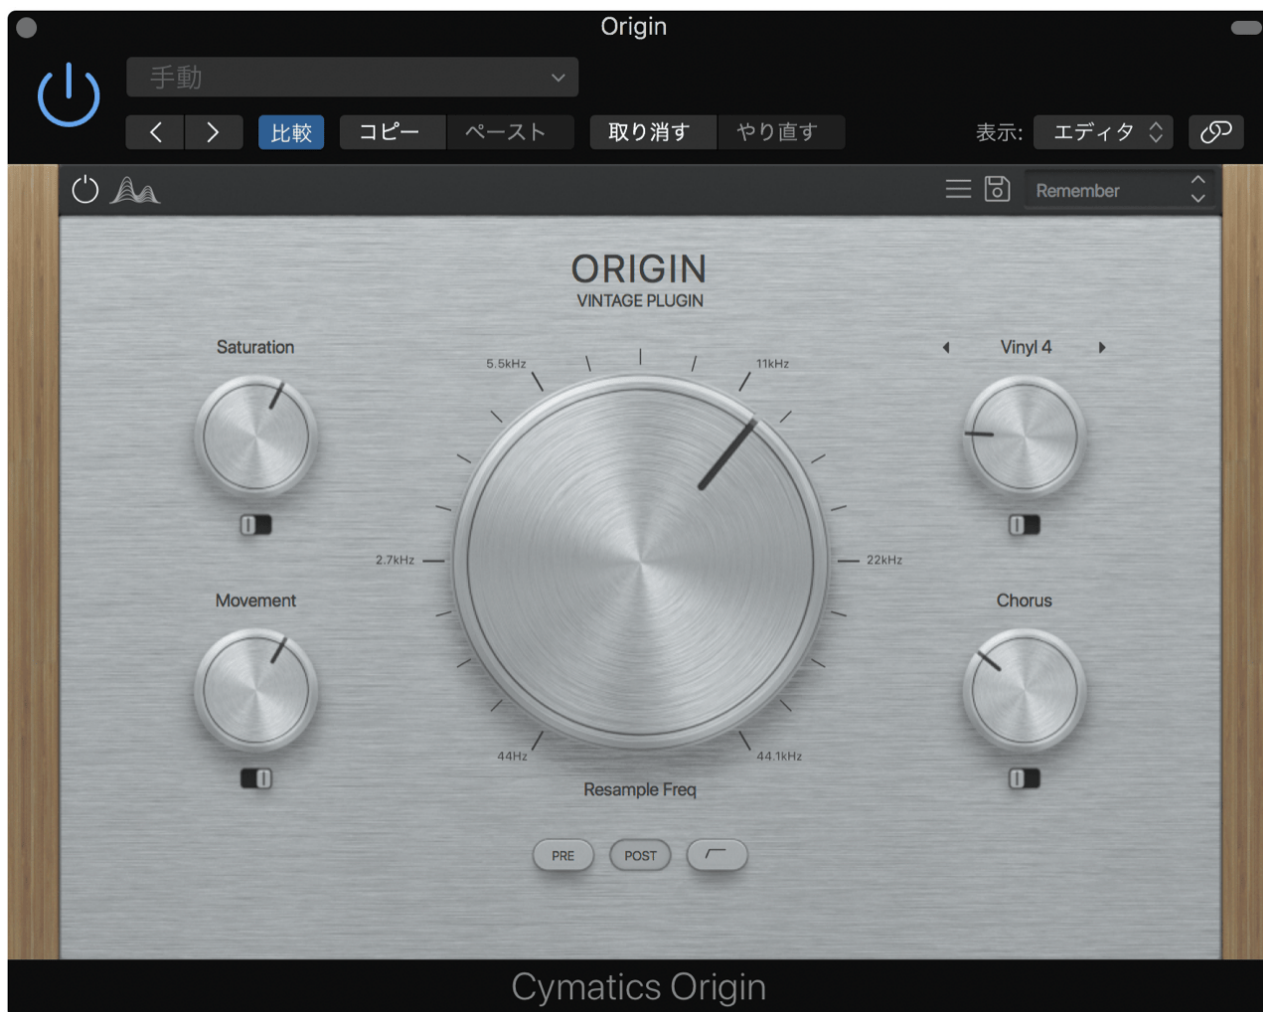 Origin
手動
比較 コピー ペースト 取り消す やり直す 表示: エディタ
Remember
ORIGIN
VINTAGE PLUGIN
Saturation
Vinyl 4
5.5kHz
11kHz
2.7kHz
22kHz
Movement
Chorus
44Hz
44.1kHz
Resample Freq
PRE POST
Cymatics Origin